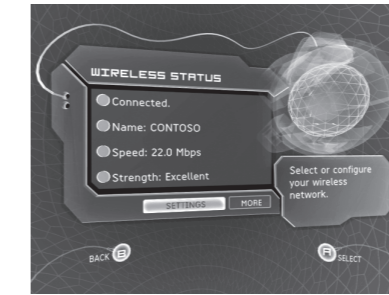 WIRELESS STATUS
Connected.
Name: CONTOSO
Speed: 22.0 Mbps
Strength: Excellent
SETTINGS
MORE
Select or configure
your wireless
network.
BACK B
A SELECT